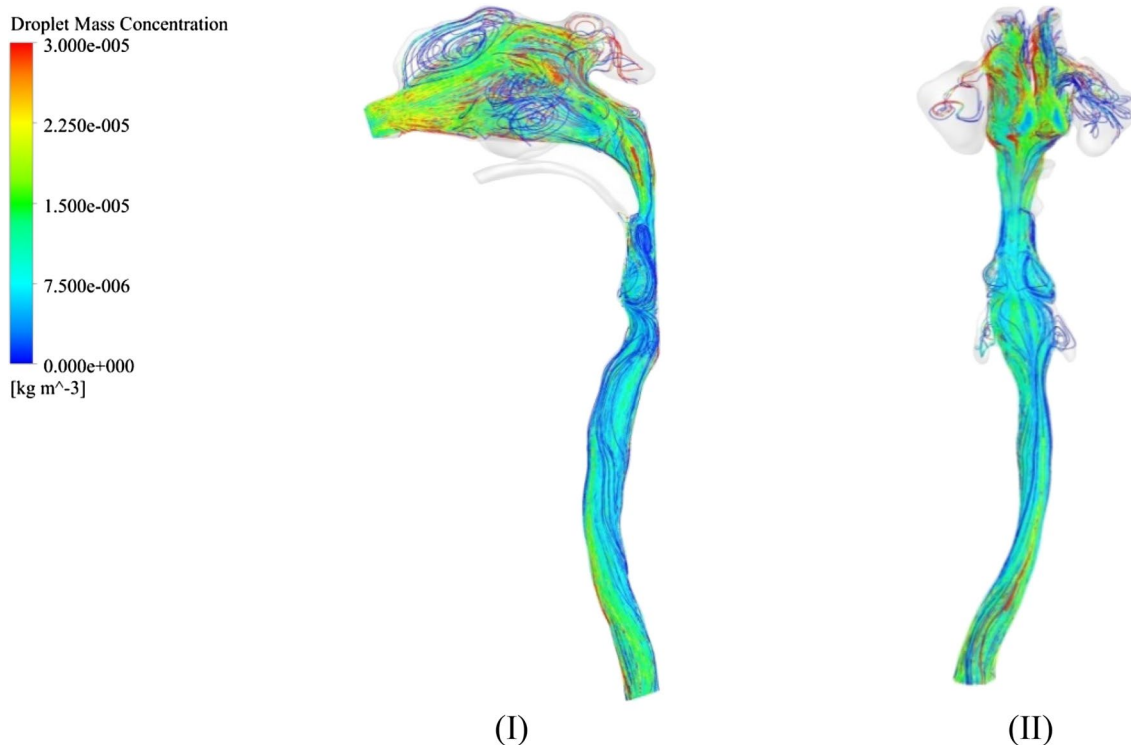 Droplet Mass Concentration
3.000e-005
2.250e-005
1.500e-005
7.500e-006
0.000e+000
[kg m^-3]
(I)
(II)